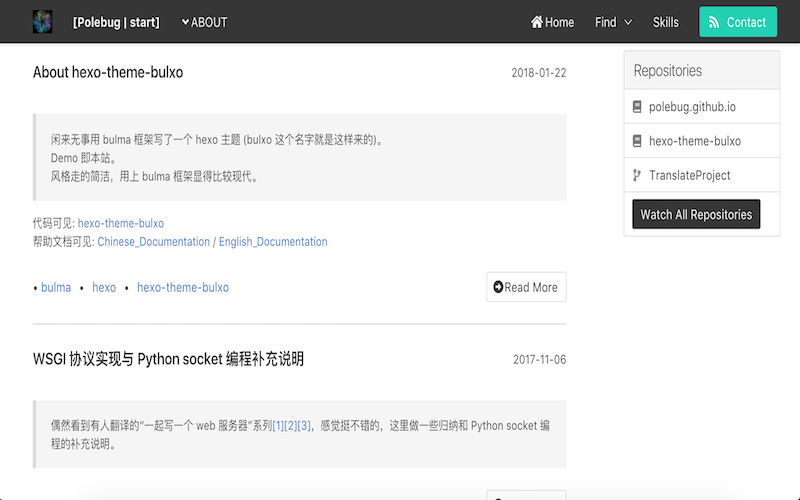 [Polebug | start]
ABOUT
Home
Find
Skills
Contact
About hexo-theme-bulxo
2018-01-22
闲来无事用 bulma 框架写了一个 hexo 主题 (bulxo 这个名字就是这样来的)。
Demo 即本站。
风格走的简洁，用上 bulma 框架显得比较现代。
代码可见: hexo-theme-bulxo
帮助文档可见: Chinese_Documentation / English_Documentation
• bulma • hexo • hexo-theme-bulxo
Read More
WSGI 协议实现与 Python socket 编程补充说明
2017-11-06
偶然看到有人翻译的“一起写一个 web 服务器”系列[1][2][3]，感觉挺不错的，这里做一些归纳和 Python socket 编
程的补充说明。
Repositories
polebug.github.io
hexo-theme-bulxo
TranslateProject
Watch All Repositories